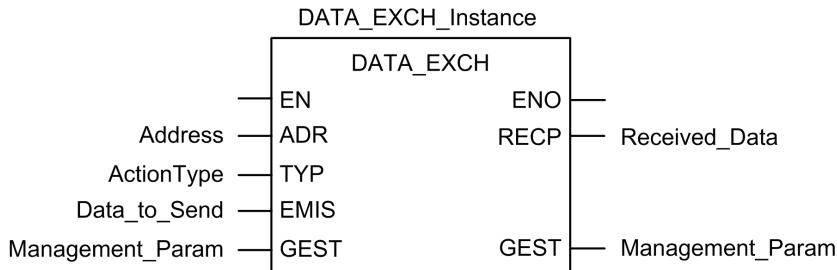 DATA_EXCH_Instance
DATA_EXCH
EN ENO
Address ADR RECP Received_Data
ActionType TYP
Data_to_Send EMIS
Management_Param GEST GEST Management_Param